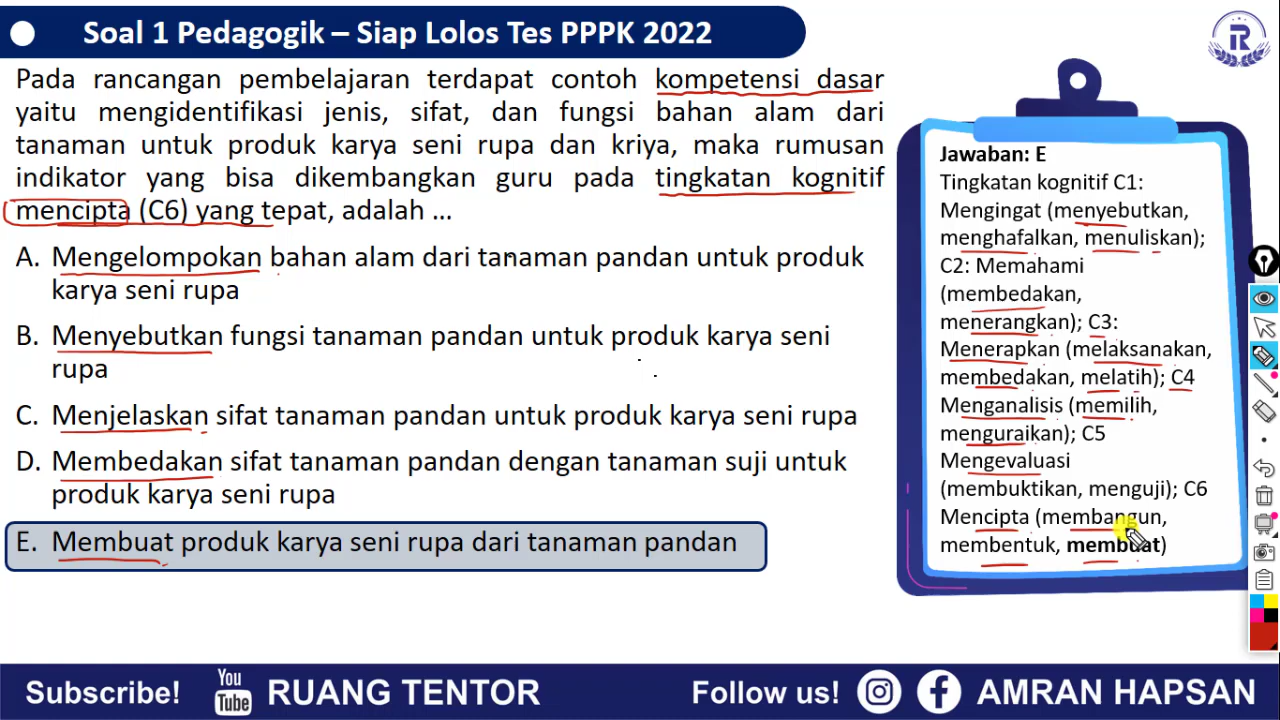 Soal 1 Pedagogik – Siap Lolos Tes PPPK 2022
Pada rancangan pembelajaran terdapat contoh kompetensi dasar
yaitu mengidentifikasi jenis, sifat, dan fungsi bahan alam dari
tanaman untuk produk karya seni rupa dan kriya, maka rumusan
indikator yang bisa dikembangkan guru pada tingkatan kognitif
mencipta (C6) yang tepat, adalah ...
A. Mengelompokan bahan alam dari tanaman pandan untuk produk
karya seni rupa
B. Menyebutkan fungsi tanaman pandan untuk produk karya seni
rupa
C. Menjelaskan sifat tanaman pandan untuk produk karya seni rupa
D. Membedakan sifat tanaman pandan dengan tanaman suji untuk
produk karya seni rupa
E. Membuat produk karya seni rupa dari tanaman pandan
Jawaban: E
Tingkatan kognitif C1:
Mengingat (menyebutkan,
menghafalkan, menuliskan);
C2: Memahami
(membedakan,
menerangkan); C3:
Menerapkan (melaksanakan,
membedakan, melatih); C4
Menganalisis (memilih,
menguraikan); C5
Mengevaluasi
(membuktikan, menguji); C6
Mencipta (membangun,
membentuk, membuat)
Subscribe!
You
Tube
RUANG TENTOR
Follow us!
AMRAN HAPSAN